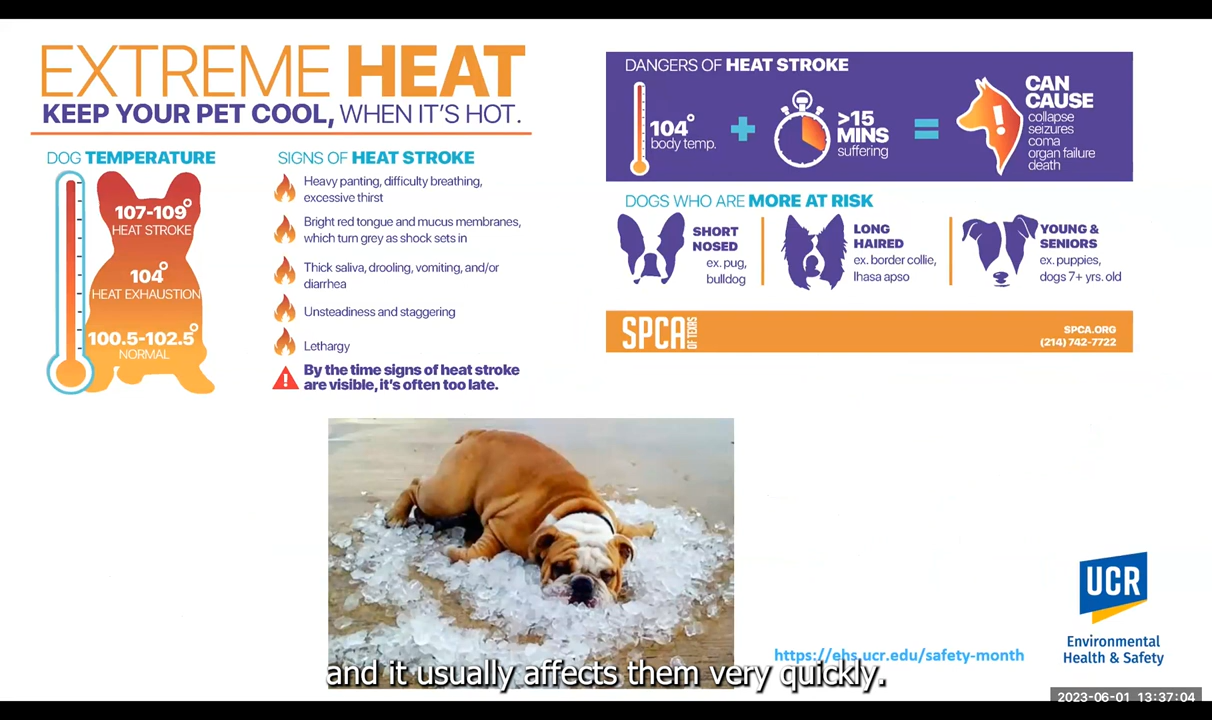 EXTREME HEAT
KEEP YOUR PET COOL, WHEN IT'S HOT.
DOG TEMPERATURE
107-109°
HEAT STROKE
104°
HEAT EXHAUSTION
100.5-102.5°
NORMAL
SIGNS OF HEAT STROKE
Heavy panting, difficulty breathing,
excessive thirst
Bright red tongue and mucus membranes,
which turn grey as shock sets in
Thick saliva, drooling, vomiting, and/or
diarrhea
Unsteadiness and staggering
Lethargy
By the time signs of heat stroke
are visible, it's often too late.
DANGERS OF HEAT STROKE
104°
body temp.
+
>15
MINS
suffering
=
!
CAN
CAUSE
collapse
seizures
coma
organ failure
death
DOGS WHO ARE MORE AT RISK
SHORT
NOSED
ex. pug,
bulldog
LONG
HAIRED
ex. border collie,
lhasa apso
YOUNG &
SENIORS
ex. puppies,
dogs 7+ yrs. old
SPCA OF TEXAS
SPCA.ORG
(214) 742-7722
UCR
Environmental
Health & Safety
https://ehs.ucr.edu/safety-month
and it usually affects them very quickly.
2023-06-01 13:37:04